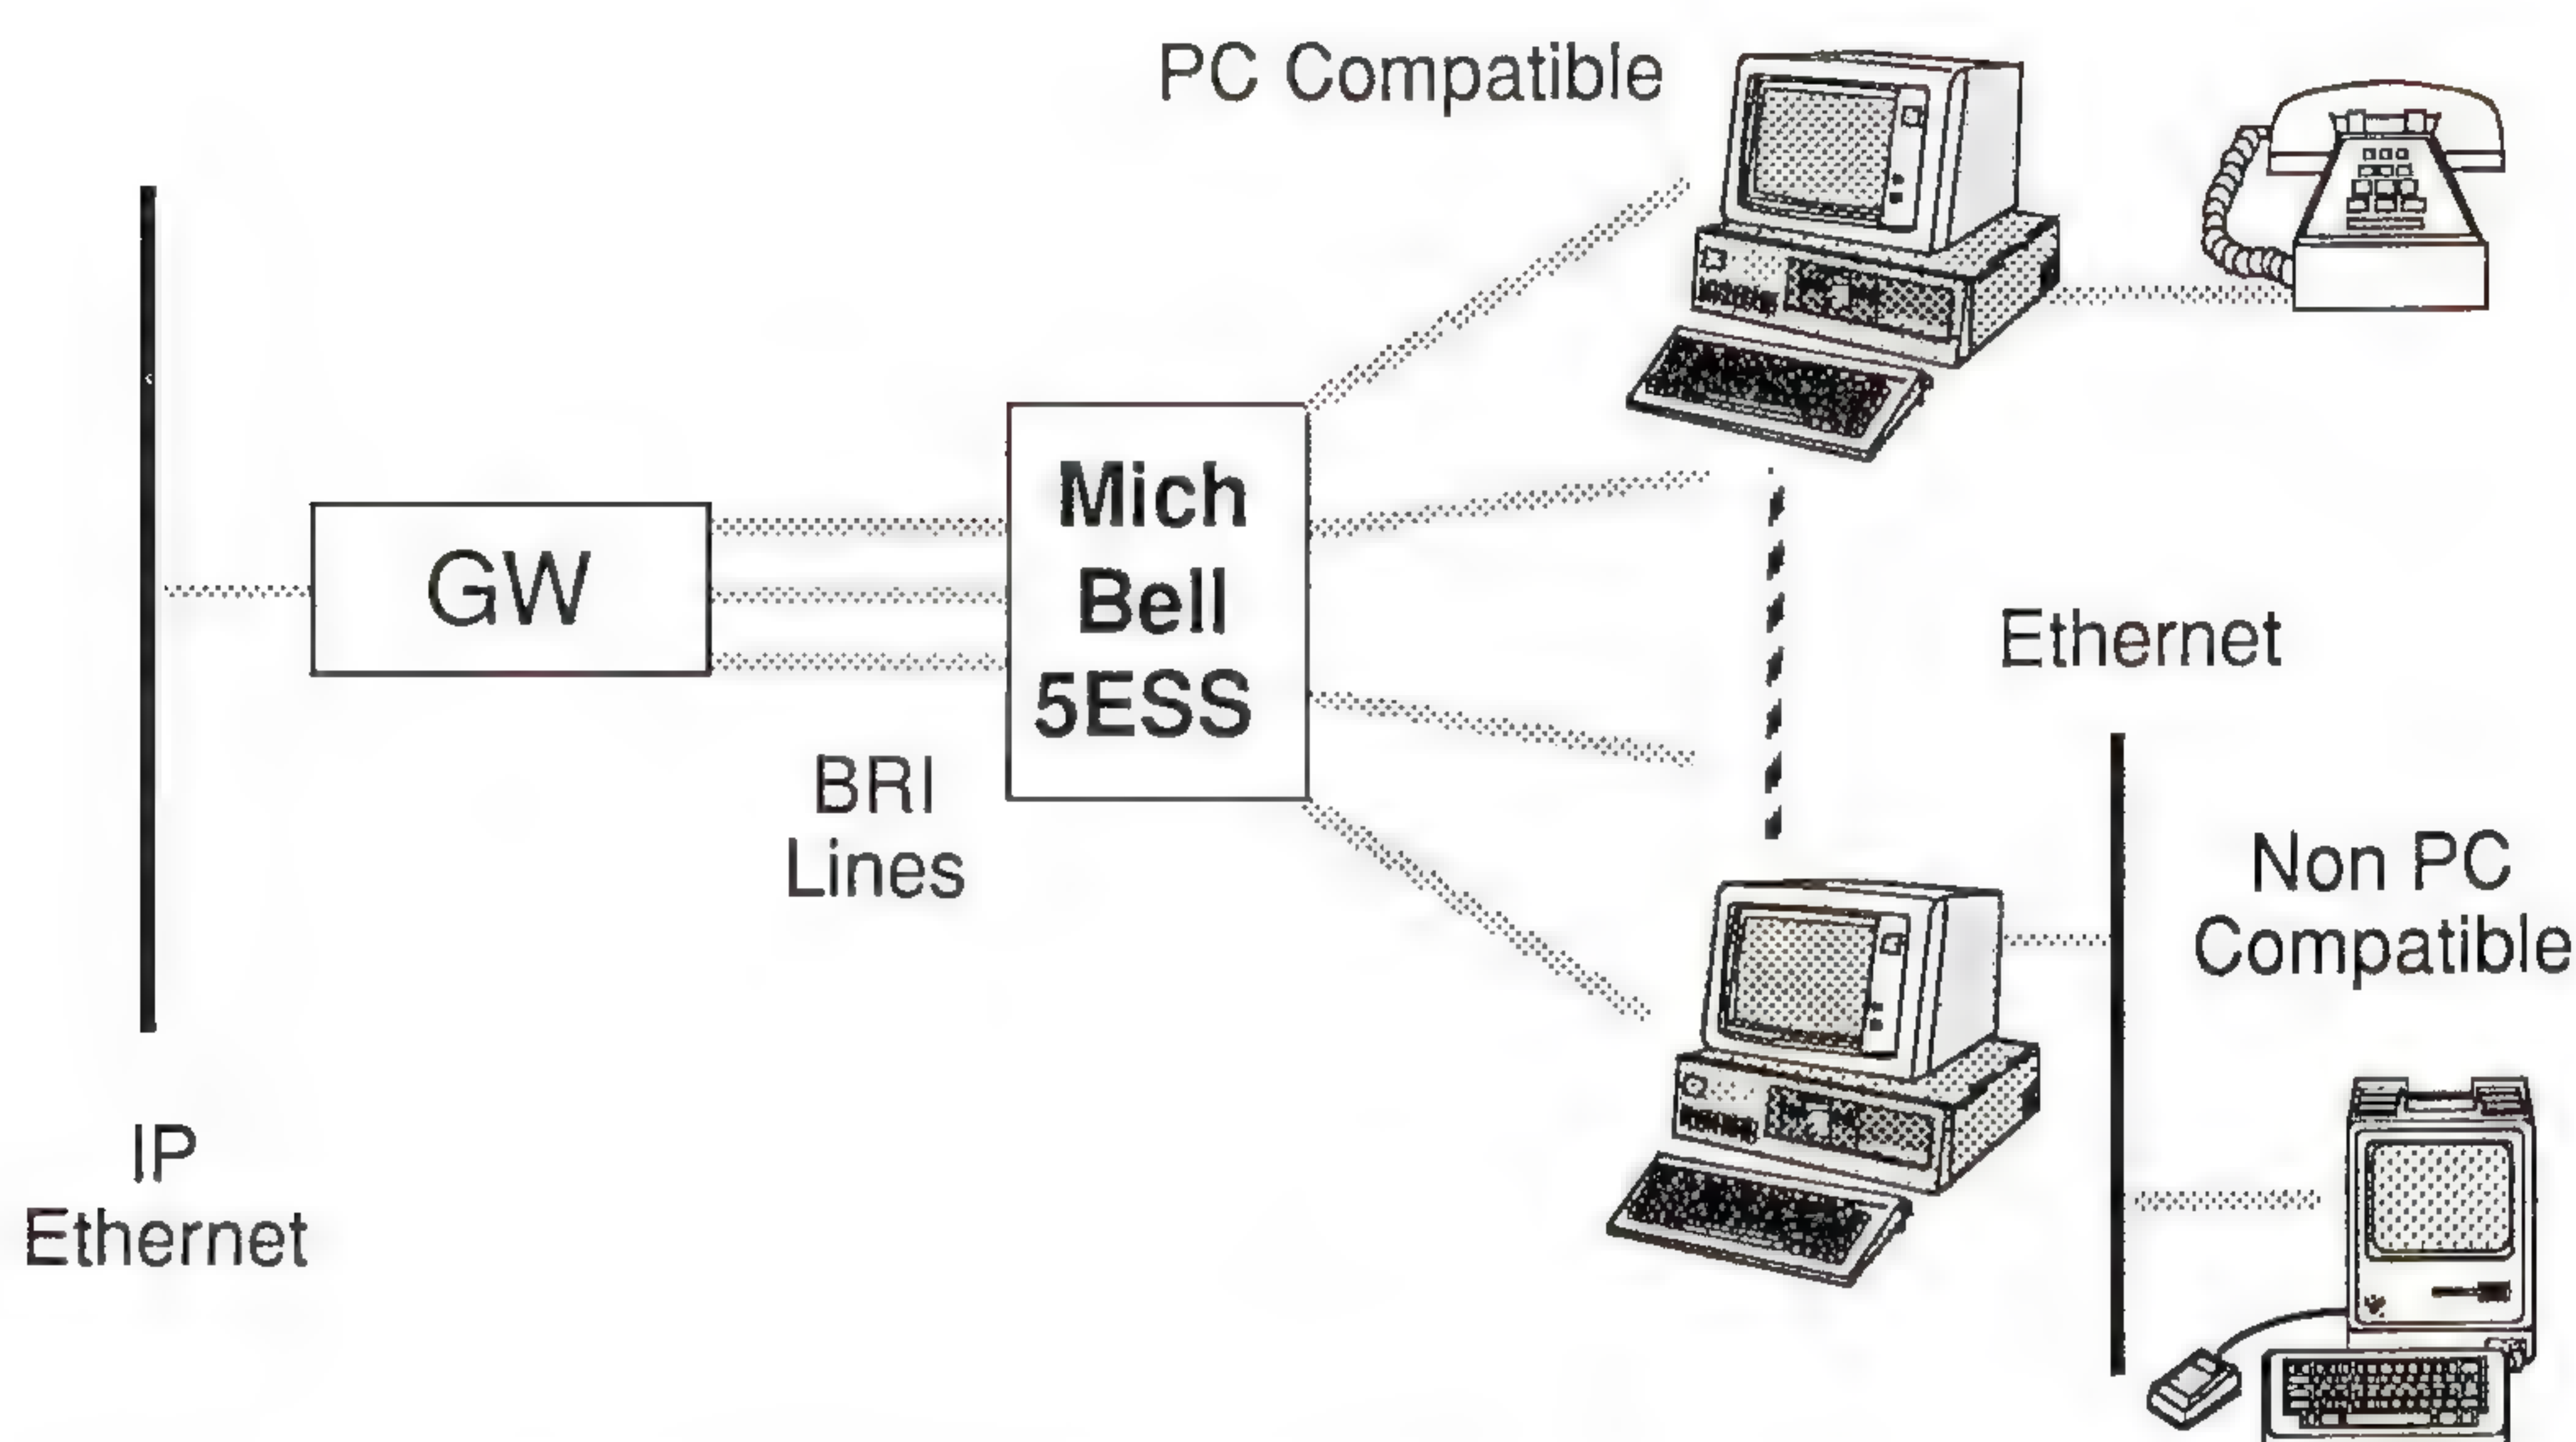 PC Compatible
GW
Mich
Bell
5ESS
BRI
Lines
Ethernet
Non PC
Compatible
IP
Ethernet